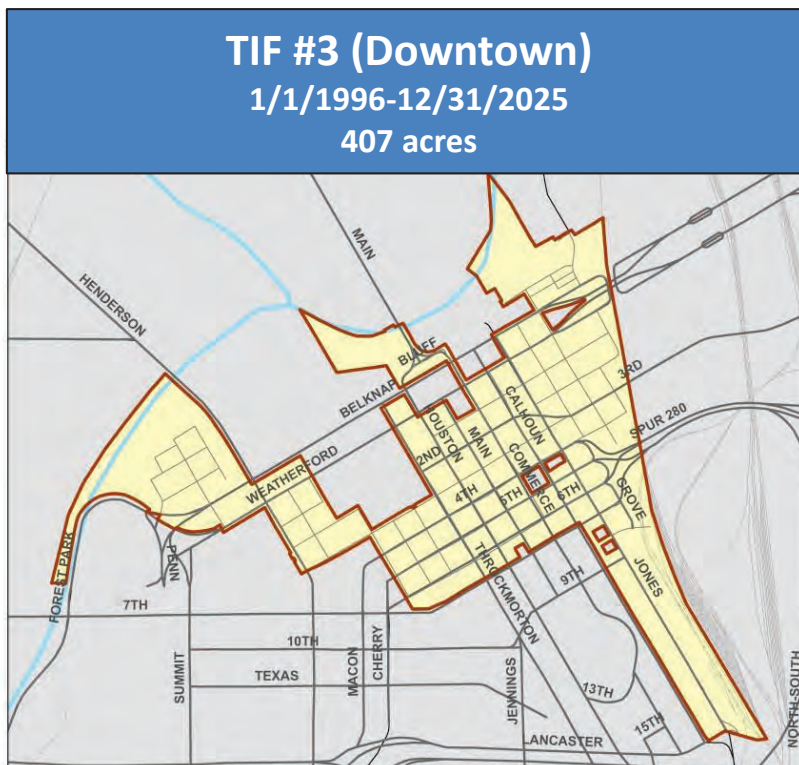 TIF #3 (Downtown)
1/1/1996-12/31/2025
407 acres
MAIN
HENDERSON
BLUFF
BELKNAP
3RD
CALHOUN
HOUSTON
MAIN
2ND
SPUR 280
WEATHERFORD
COMMERCE
4TH
5TH
6TH
GROVE
PENN
THROCKMORTON
JONES
9TH
FOREST PARK
7TH
10TH
MACON
CHERRY
SUMMIT
TEXAS
JENNINGS
13TH
15TH
NORTH-SOUTH
LANCASTER